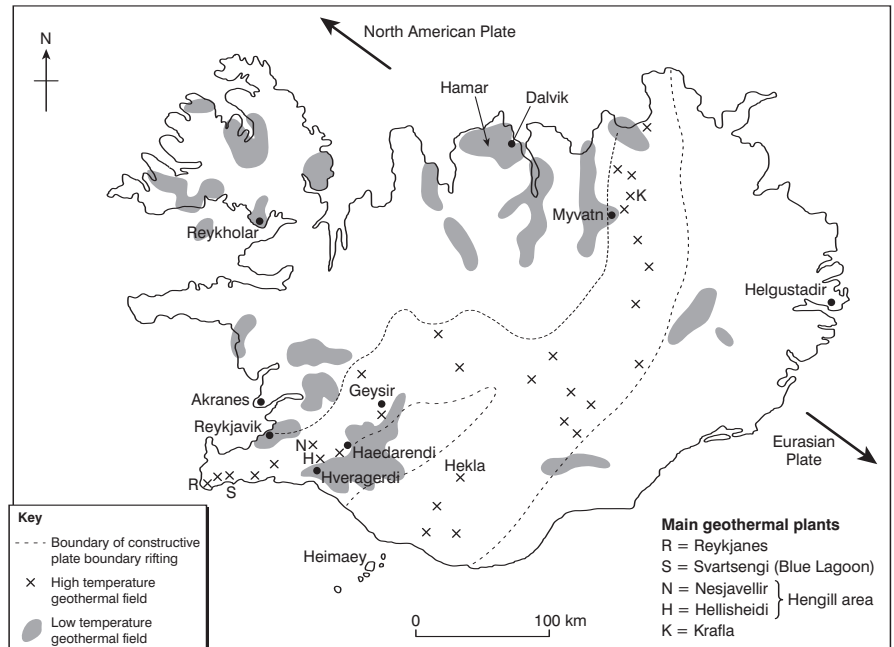 N
North American Plate
Hamar
Dalvik
K
Myvatn
Reykholar
Helgustadir
Akranes
Geysir
Reykjavik
N
H
Haedarendi
Hveragerdi
Hekla
R
S
Eurasian
Plate
Heimaey
Key
Boundary of constructive
plate boundary rifting
High temperature
geothermal field
Low temperature
geothermal field
0 100 km
Main geothermal plants
R = Reykjanes
S = Svartsengi (Blue Lagoon)
N = Nesjavellir
H = Hellisheidi
Hengill area
K = Krafla